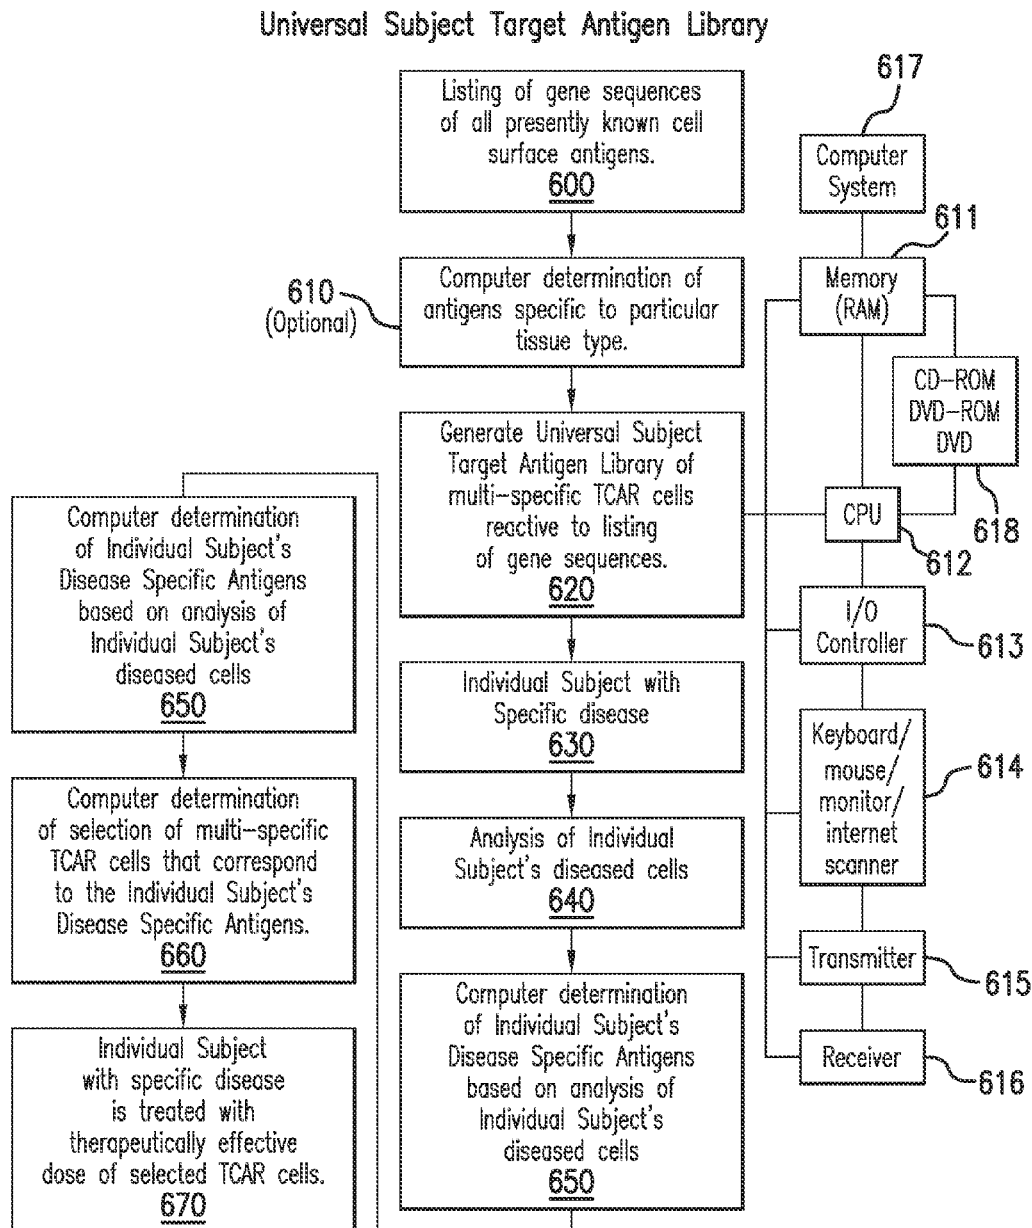 Universal Subject Target Antigen Library
Listing of gene sequences
of all presently known cell
surface antigens.
600
610
(Optional)
Computer determination of
antigens specific to particular
tissue type.
Generate Universal Subject
Target Antigen Library of
multi-specific TCAR cells
reactive to listing
of gene sequences.
620
Individual Subject with
Specific disease
630
Analysis of Individual
Subject's diseased cells
640
Computer determination
of Individual Subject's
Disease Specific Antigens
based on analysis of
Individual Subject's
diseased cells
650
Computer determination
of Individual Subject's
Disease Specific Antigens
based on analysis of
Individual Subject's
diseased cells
650
Computer determination
of selection of multi-specific
TCAR cells that correspond
to the Individual Subject's
Disease Specific Antigens.
660
Individual Subject
with specific disease
is treated with
therapeutically effective
dose of selected TCAR cells.
670
617
Computer
System
611
Memory
(RAM)
CD-ROM
DVD-ROM
DVD
618
CPU
612
I/O
Controller
613
Keyboard/
mouse/
monitor/
internet
scanner
614
Transmitter
615
Receiver
616